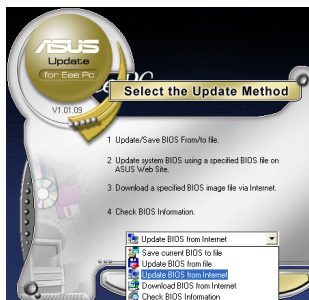 ASUS
Update
for Eee Pc
V1.01.09
Select the Update Method
1 Update/Save BIOS From/to file.
2 Update system BIOS using a specified BIOS file on
ASUS Web Site.
3 Download a specified BIOS image file via Internet.
4 Check BIOS Information.
Update BIOS from Internet
Save current BIOS to file
Update BIOS from file
Update BIOS from Internet
Download BIOS from Internet
Check BIOS Information